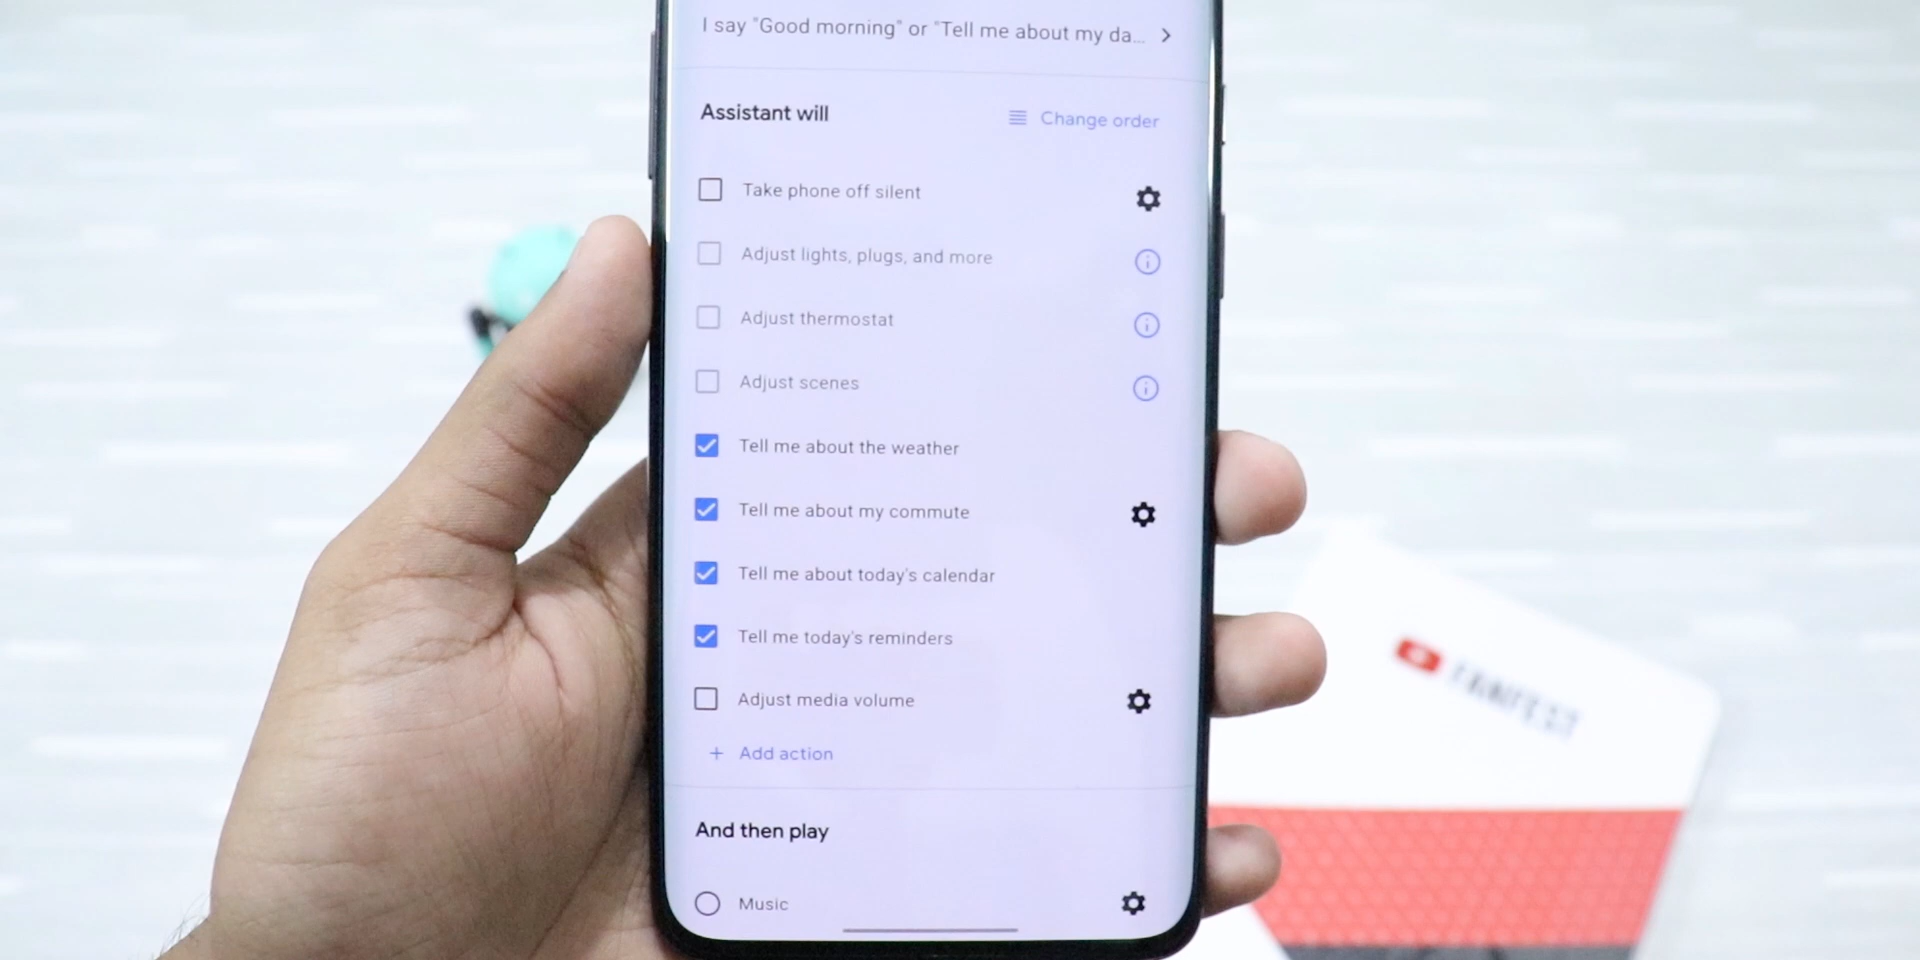 I say "Good morning" or "Tell me about my da...
Assistant will
Change order
Take phone off silent
Adjust lights, plugs, and more
Adjust thermostat
Adjust scenes
Tell me about the weather
Tell me about my commute
Tell me about today's calendar
Tell me today's reminders
Adjust media volume
+ Add action
And then play
Music
FANFEST